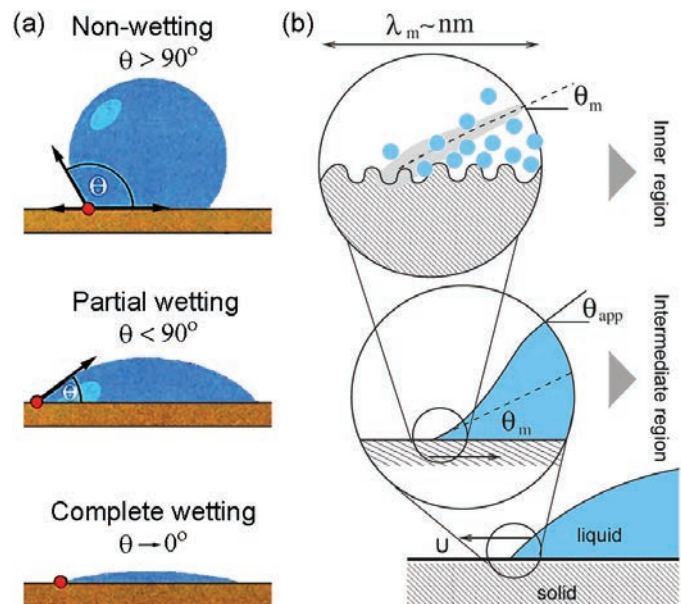 (a)
Non-wetting
θ > 90°
Θ
Partial wetting
θ < 90°
θ
Complete wetting
θ → 0°
(b)
λm ~ nm
θm
Inner region
θapp
θm
Intermediate region
U
liquid
solid